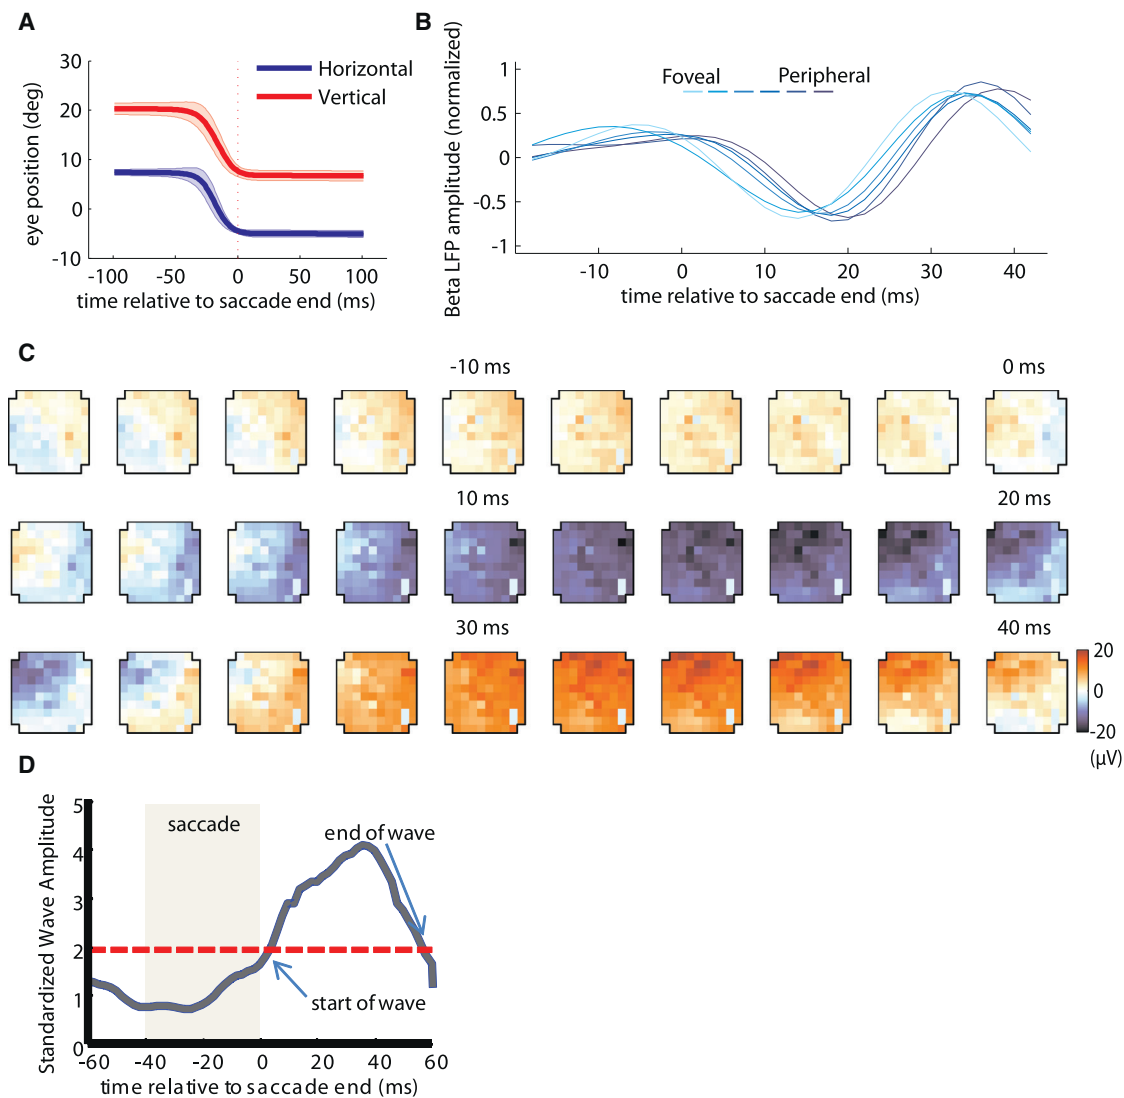 A
30
20
10
0
-10
eye position (deg)
Horizontal
Vertical
-100 -50 0 50 100
time relative to saccade end (ms)
B
1
0.5
0
-0.5
-1
Beta LFP amplitude (normalized)
Foveal Peripheral
-10 0 10 20 30 40
time relative to saccade end (ms)
C
-10 ms 0 ms
10 ms 20 ms
30 ms 40 ms
20
0
-20
(µV)
D
5
4
3
2
1
0
Standardized Wave Amplitude
saccade
end of wave
start of wave
-60 -40 -20 0 20 40 60
time relative to saccade end (ms)